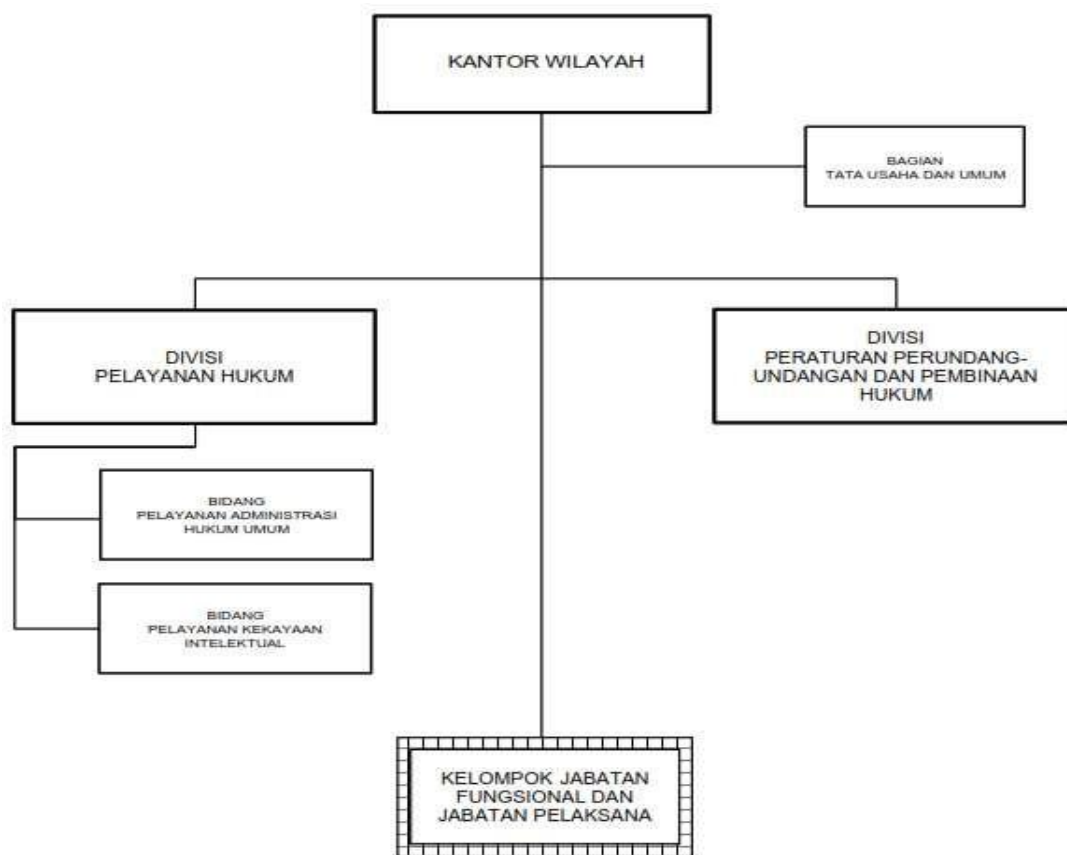 KANTOR WILAYAH
BAGIAN
TATA USAHA DAN UMUM
DIVISI
PELAYANAN HUKUM
DIVISI
PERATURAN PERUNDANG-
UNDANGAN DAN PEMBINAAN
HUKUM
BIDANG
PELAYANAN ADMINISTRASI
HUKUM UMUM
BIDANG
PELAYANAN KEKAYAAN
INTELEKTUAL
KELOMPOK JABATAN
FUNGSIONAL DAN
JABATAN PELAKSANA